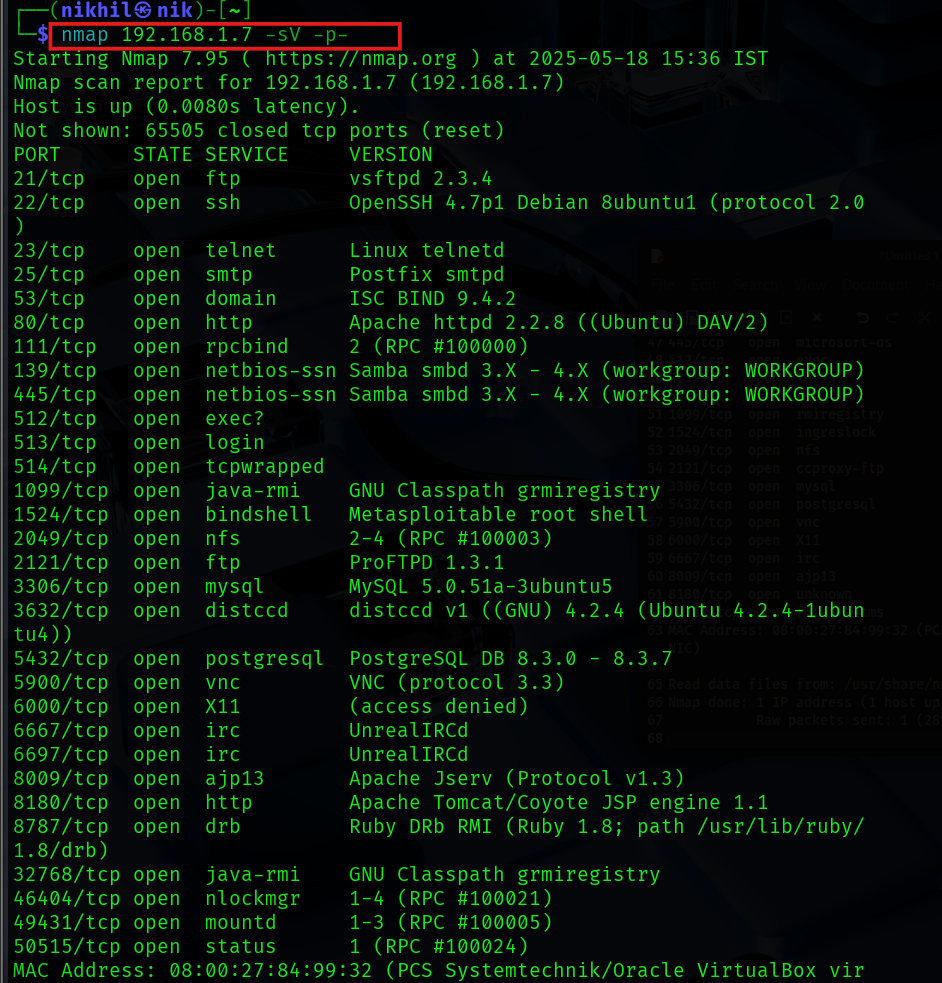 ┌──(nikhil㉿nik)-[~]
└─$ nmap 192.168.1.7 -sV -p-
Starting Nmap 7.95 ( https://nmap.org ) at 2025-05-18 15:36 IST
Nmap scan report for 192.168.1.7 (192.168.1.7)
Host is up (0.0080s latency).
Not shown: 65505 closed tcp ports (reset)
PORT      STATE SERVICE     VERSION
21/tcp    open  ftp         vsftpd 2.3.4
22/tcp    open  ssh         OpenSSH 4.7p1 Debian 8ubuntu1 (protocol 2.0
)
23/tcp    open  telnet      Linux telnetd
25/tcp    open  smtp        Postfix smtpd
53/tcp    open  domain      ISC BIND 9.4.2
80/tcp    open  http        Apache httpd 2.2.8 ((Ubuntu) DAV/2)
111/tcp   open  rpcbind     2 (RPC #100000)
139/tcp   open  netbios-ssn Samba smbd 3.X - 4.X (workgroup: WORKGROUP)
445/tcp   open  netbios-ssn Samba smbd 3.X - 4.X (workgroup: WORKGROUP)
512/tcp   open  exec?
513/tcp   open  login
514/tcp   open  tcpwrapped
1099/tcp  open  java-rmi    GNU Classpath grmiregistry
1524/tcp  open  bindshell   Metasploitable root shell
2049/tcp  open  nfs         2-4 (RPC #100003)
2121/tcp  open  ftp         ProFTPD 1.3.1
3306/tcp  open  mysql       MySQL 5.0.51a-3ubuntu5
3632/tcp  open  distccd     distccd v1 ((GNU) 4.2.4 (Ubuntu 4.2.4-1ubun
tu4))
5432/tcp  open  postgresql  PostgreSQL DB 8.3.0 - 8.3.7
5900/tcp  open  vnc         VNC (protocol 3.3)
6000/tcp  open  X11         (access denied)
6667/tcp  open  irc         UnrealIRCd
6697/tcp  open  irc         UnrealIRCd
8009/tcp  open  ajp13       Apache Jserv (Protocol v1.3)
8180/tcp  open  http        Apache Tomcat/Coyote JSP engine 1.1
8787/tcp  open  drb         Ruby DRb RMI (Ruby 1.8; path /usr/lib/ruby/
1.8/drb)
32768/tcp open  java-rmi    GNU Classpath grmiregistry
46404/tcp open  nlockmgr    1-4 (RPC #100021)
49431/tcp open  mountd      1-3 (RPC #100005)
50515/tcp open  status      1 (RPC #100024)
MAC Address: 08:00:27:84:99:32 (PCS Systemtechnik/Oracle VirtualBox vir